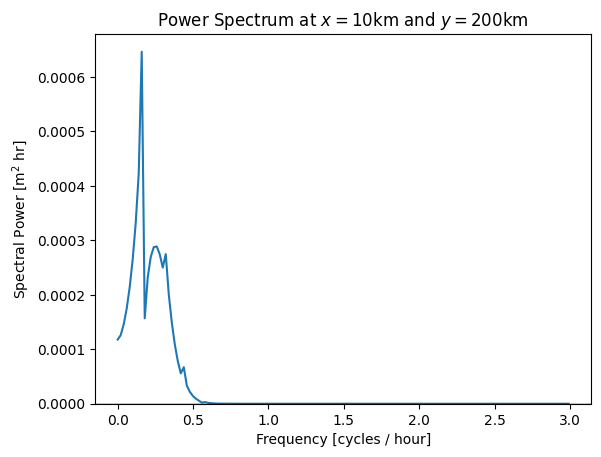 Power Spectrum at x = 10km and y = 200km
0.0006
0.0005
0.0004
0.0003
0.0002
0.0001
0.0000
Spectral Power [m² hr]
0.0 0.5 1.0 1.5 2.0 2.5 3.0
Frequency [cycles / hour]